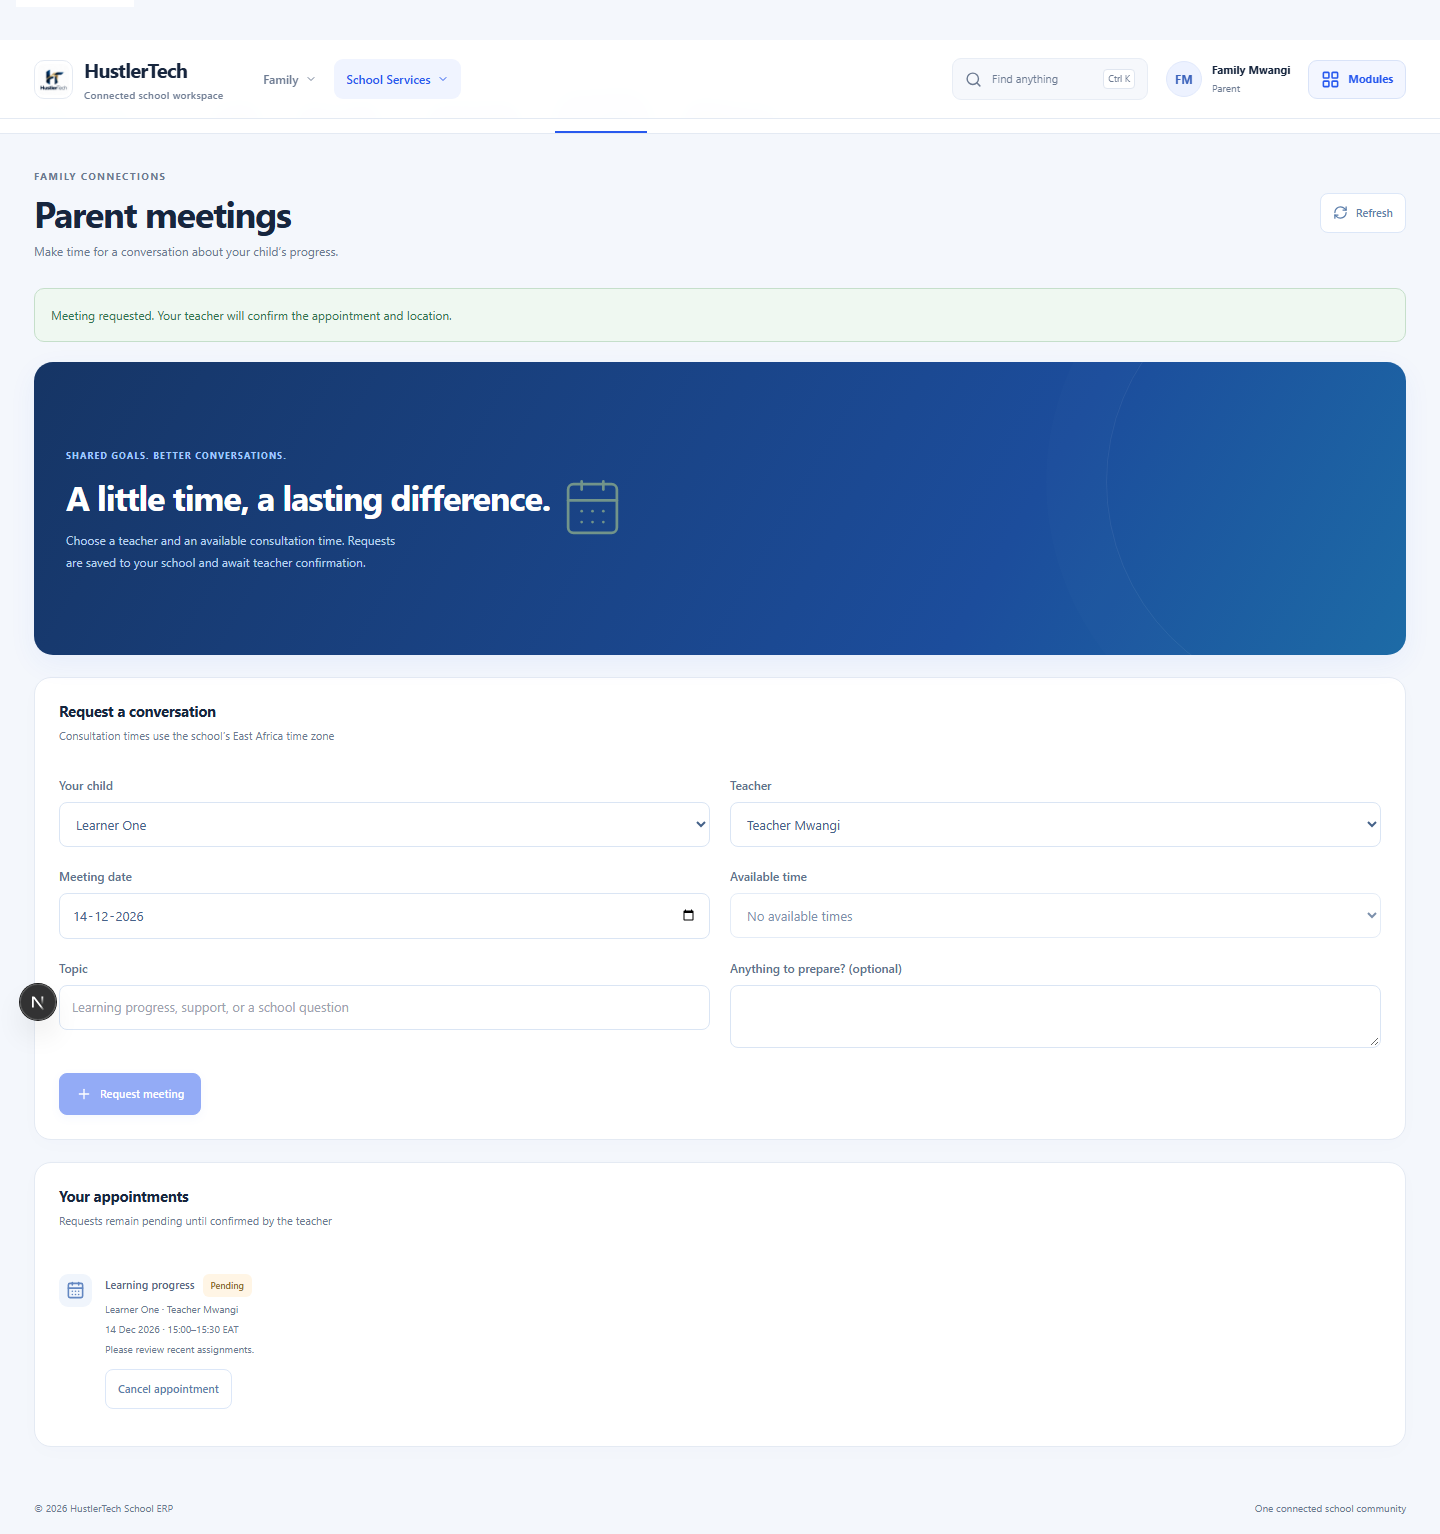 HustlerTech
HustlerTech
Connected school workspace
Family
School Services
Find anything
Ctrl K
FM
Family Mwangi
Parent
Modules
FAMILY CONNECTIONS
Parent meetings
Make time for a conversation about your child's progress.
Refresh
Meeting requested. Your teacher will confirm the appointment and location.
SHARED GOALS. BETTER CONVERSATIONS.
A little time, a lasting difference.
Choose a teacher and an available consultation time. Requests
are saved to your school and await teacher confirmation.
Request a conversation
Consultation times use the school's East Africa time zone
Your child
Learner One
Teacher
Teacher Mwangi
Meeting date
14-12-2026
Available time
No available times
Topic
Learning progress, support, or a school question
Anything to prepare? (optional)
N
Request meeting
Your appointments
Requests remain pending until confirmed by the teacher
Learning progress
Pending
Learner One · Teacher Mwangi
14 Dec 2026 · 15:00–15:30 EAT
Please review recent assignments.
Cancel appointment
© 2026 HustlerTech School ERP
One connected school community